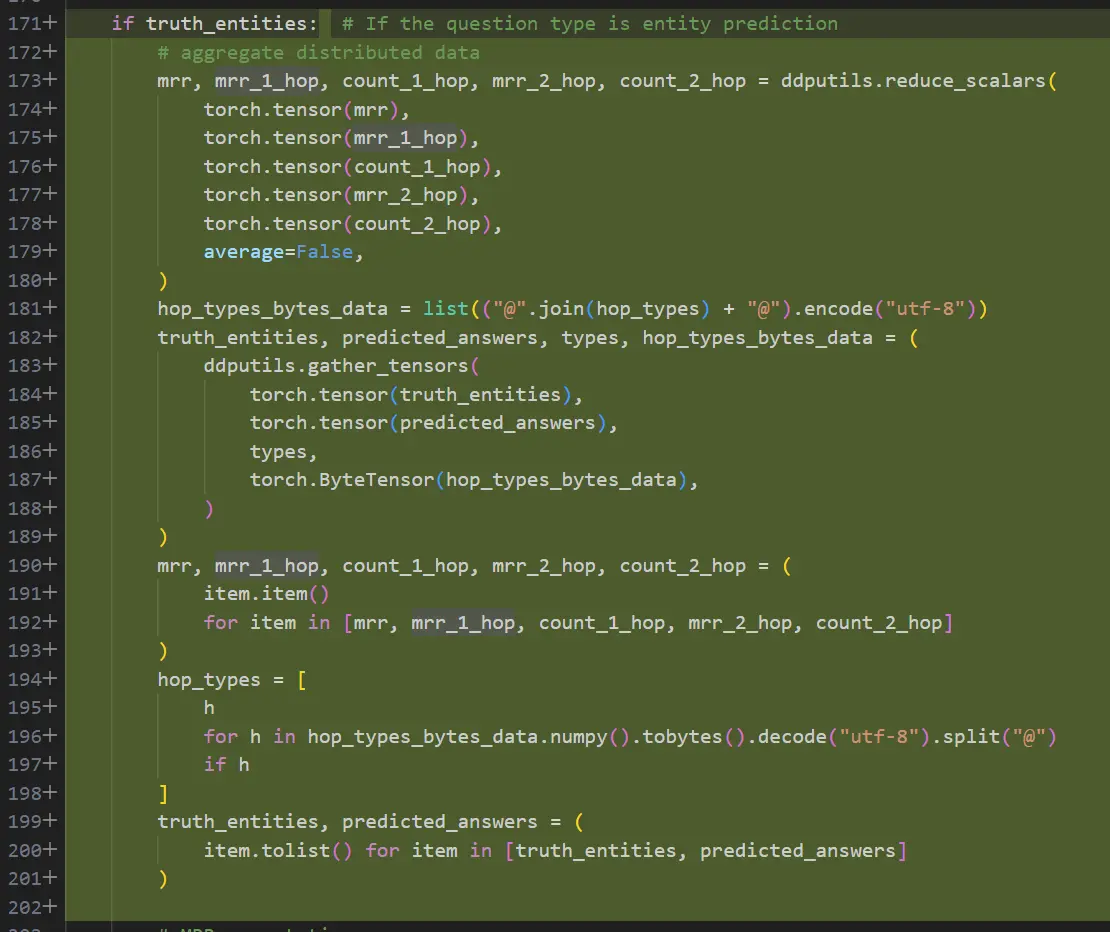 171+ if truth_entities: # If the question type is entity prediction
172+ # aggregate distributed data
173+ mrr, mrr_1_hop, count_1_hop, mrr_2_hop, count_2_hop = ddputils.reduce_scalars(
174+ torch.tensor(mrr),
175+ torch.tensor(mrr_1_hop),
176+ torch.tensor(count_1_hop),
177+ torch.tensor(mrr_2_hop),
178+ torch.tensor(count_2_hop),
179+ average=False,
180+ )
181+ hop_types_bytes_data = list(("@".join(hop_types) + "@").encode("utf-8"))
182+ truth_entities, predicted_answers, types, hop_types_bytes_data = (
183+ ddputils.gather_tensors(
184+ torch.tensor(truth_entities),
185+ torch.tensor(predicted_answers),
186+ types,
187+ torch.ByteTensor(hop_types_bytes_data),
188+ )
189+ )
190+ mrr, mrr_1_hop, count_1_hop, mrr_2_hop, count_2_hop = (
191+ item.item()
192+ for item in [mrr, mrr_1_hop, count_1_hop, mrr_2_hop, count_2_hop]
193+ )
194+ hop_types = [
195+ h
196+ for h in hop_types_bytes_data.numpy().tobytes().decode("utf-8").split("@")
197+ if h
198+ ]
199+ truth_entities, predicted_answers = (
200+ item.tolist() for item in [truth_entities, predicted_answers]
201+ )
202+